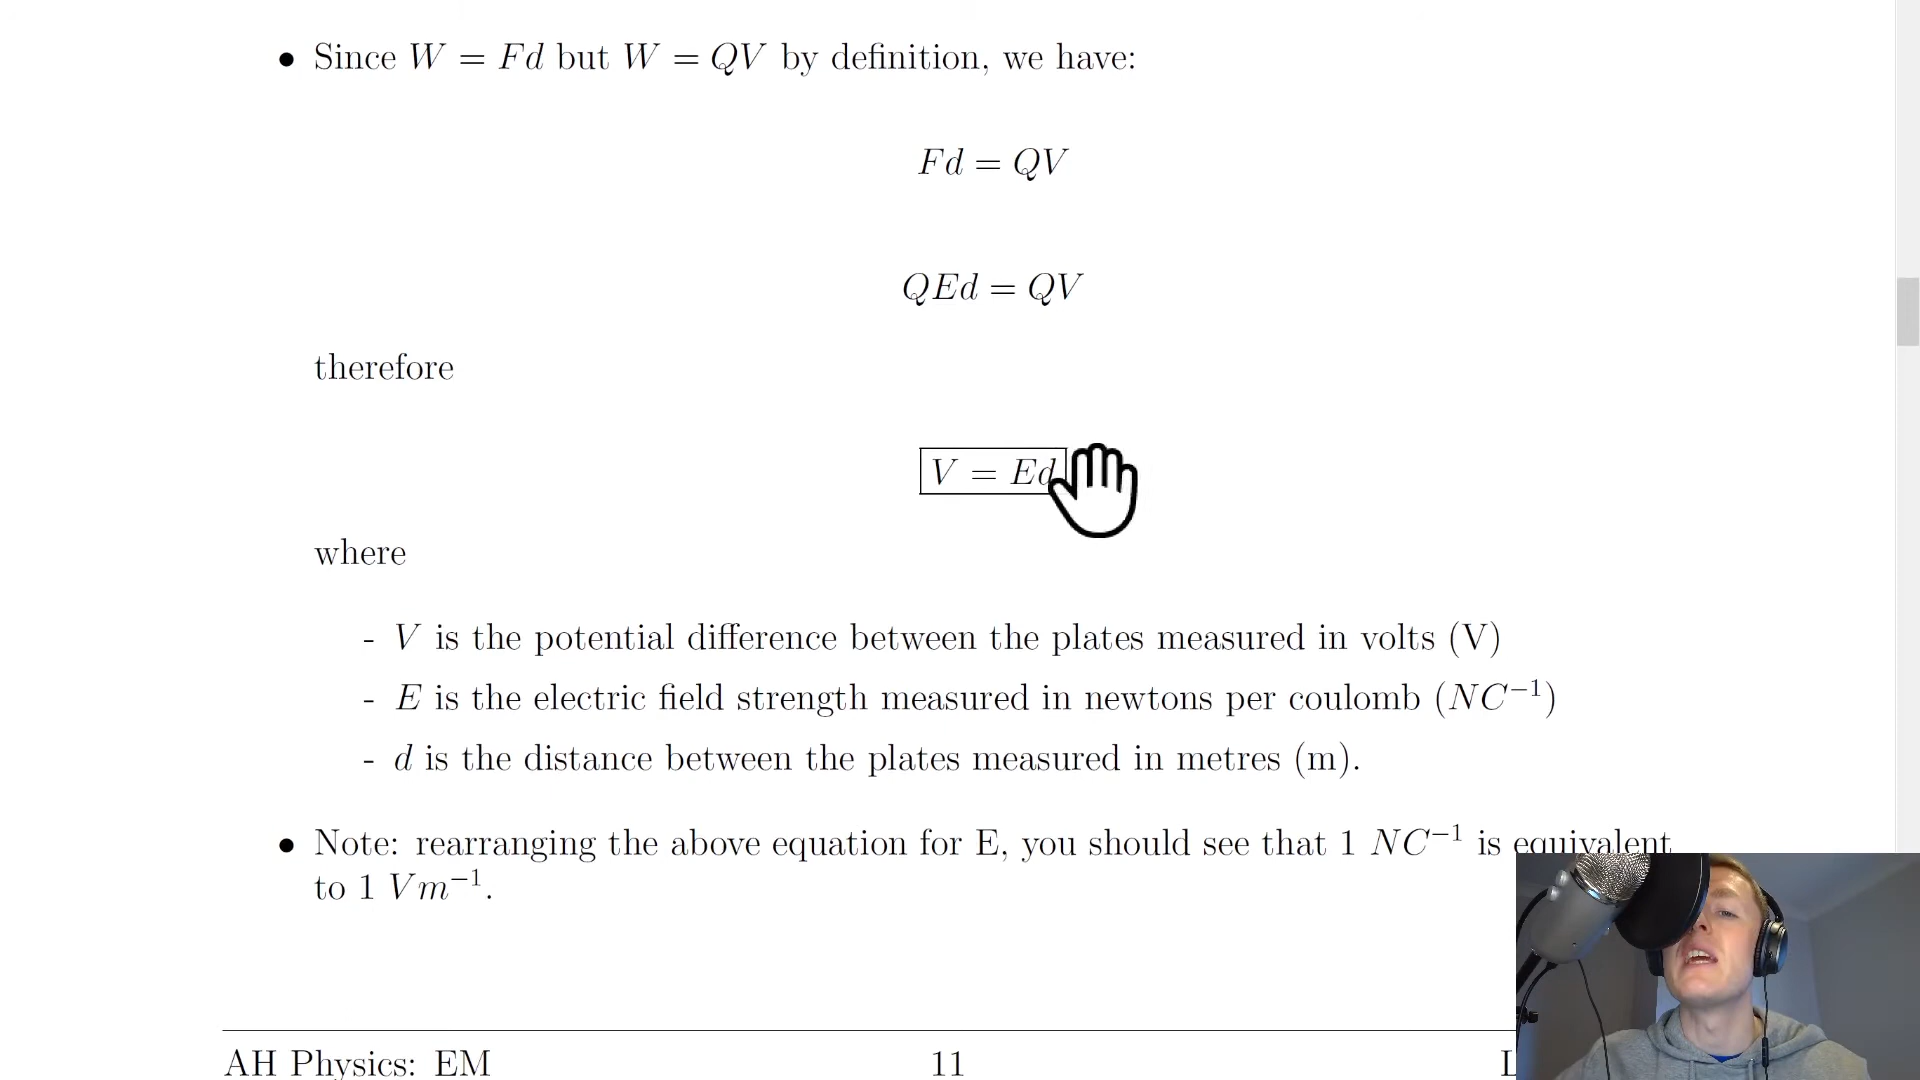 • Since W = Fd but W = QV by definition, we have:
Fd = QV
QEd = QV
therefore
V = Ed
where
- V is the potential difference between the plates measured in volts (V)
- E is the electric field strength measured in newtons per coulomb (NC⁻¹)
- d is the distance between the plates measured in metres (m).
• Note: rearranging the above equation for E, you should see that 1 NC⁻¹ is equivalent
to 1 Vm⁻¹.
AH Physics: EM
11